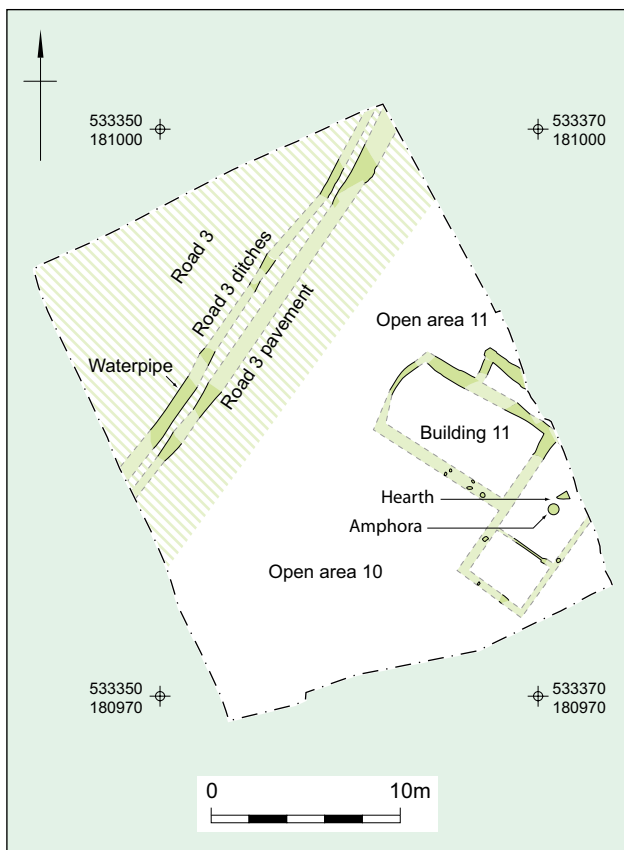 533350
181000
533370
181000
Road 3
Road 3 ditches
Road 3 pavement
Waterpipe
Open area 11
Building 11
Hearth
Amphora
Open area 10
533350
180970
533370
180970
0
10m